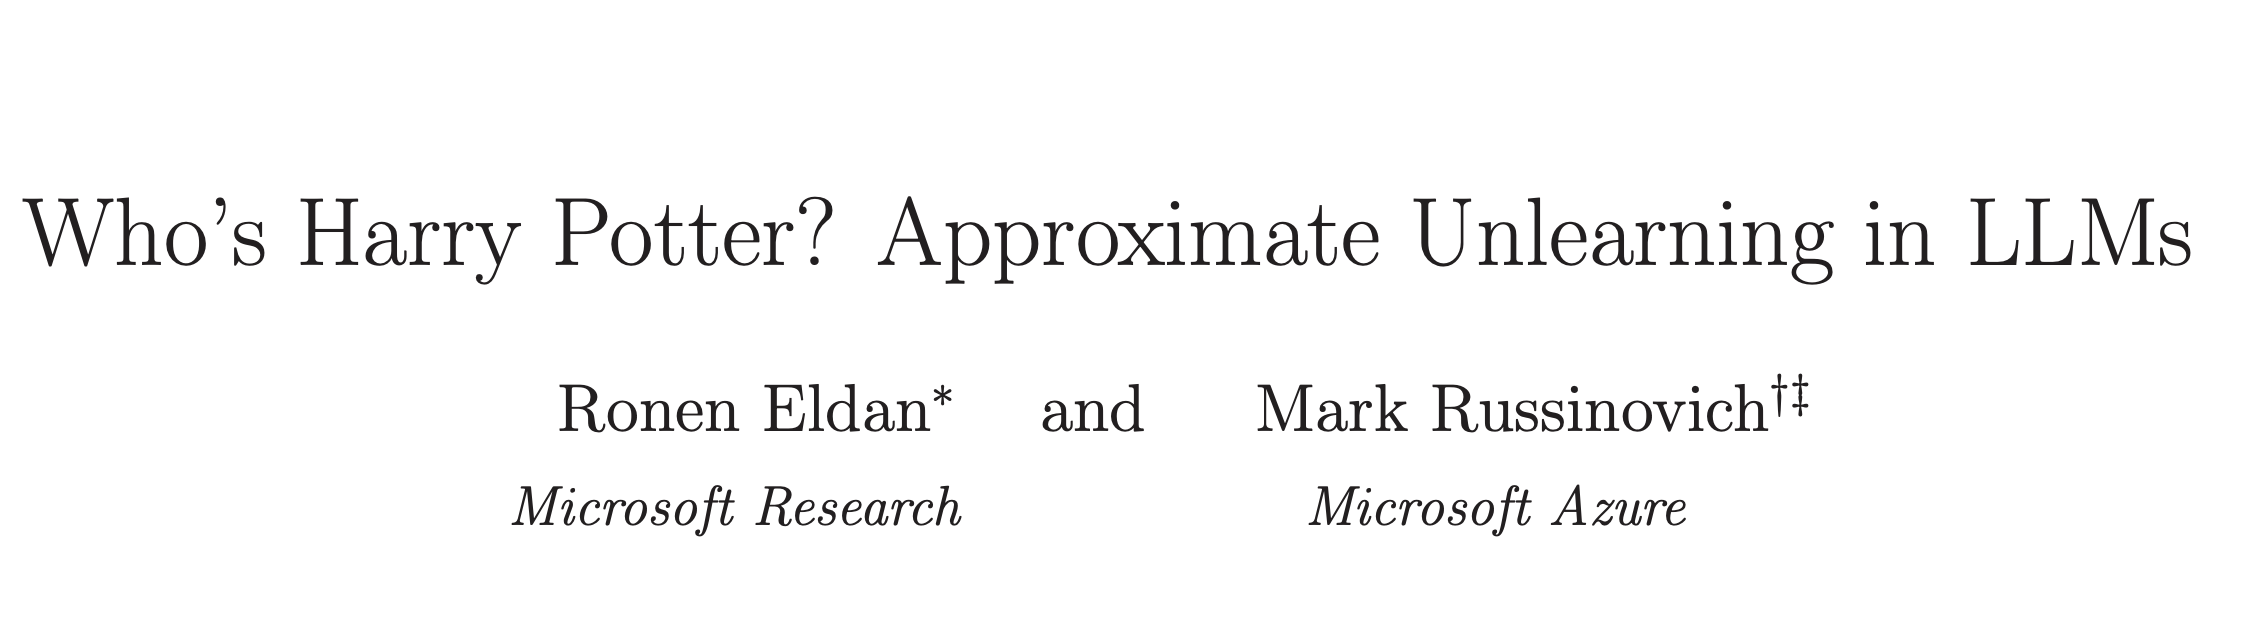 Who’s Harry Potter? Approximate Unlearning in LLMs
Ronen Eldan* and Mark Russinovich†‡
Microsoft Research Microsoft Azure